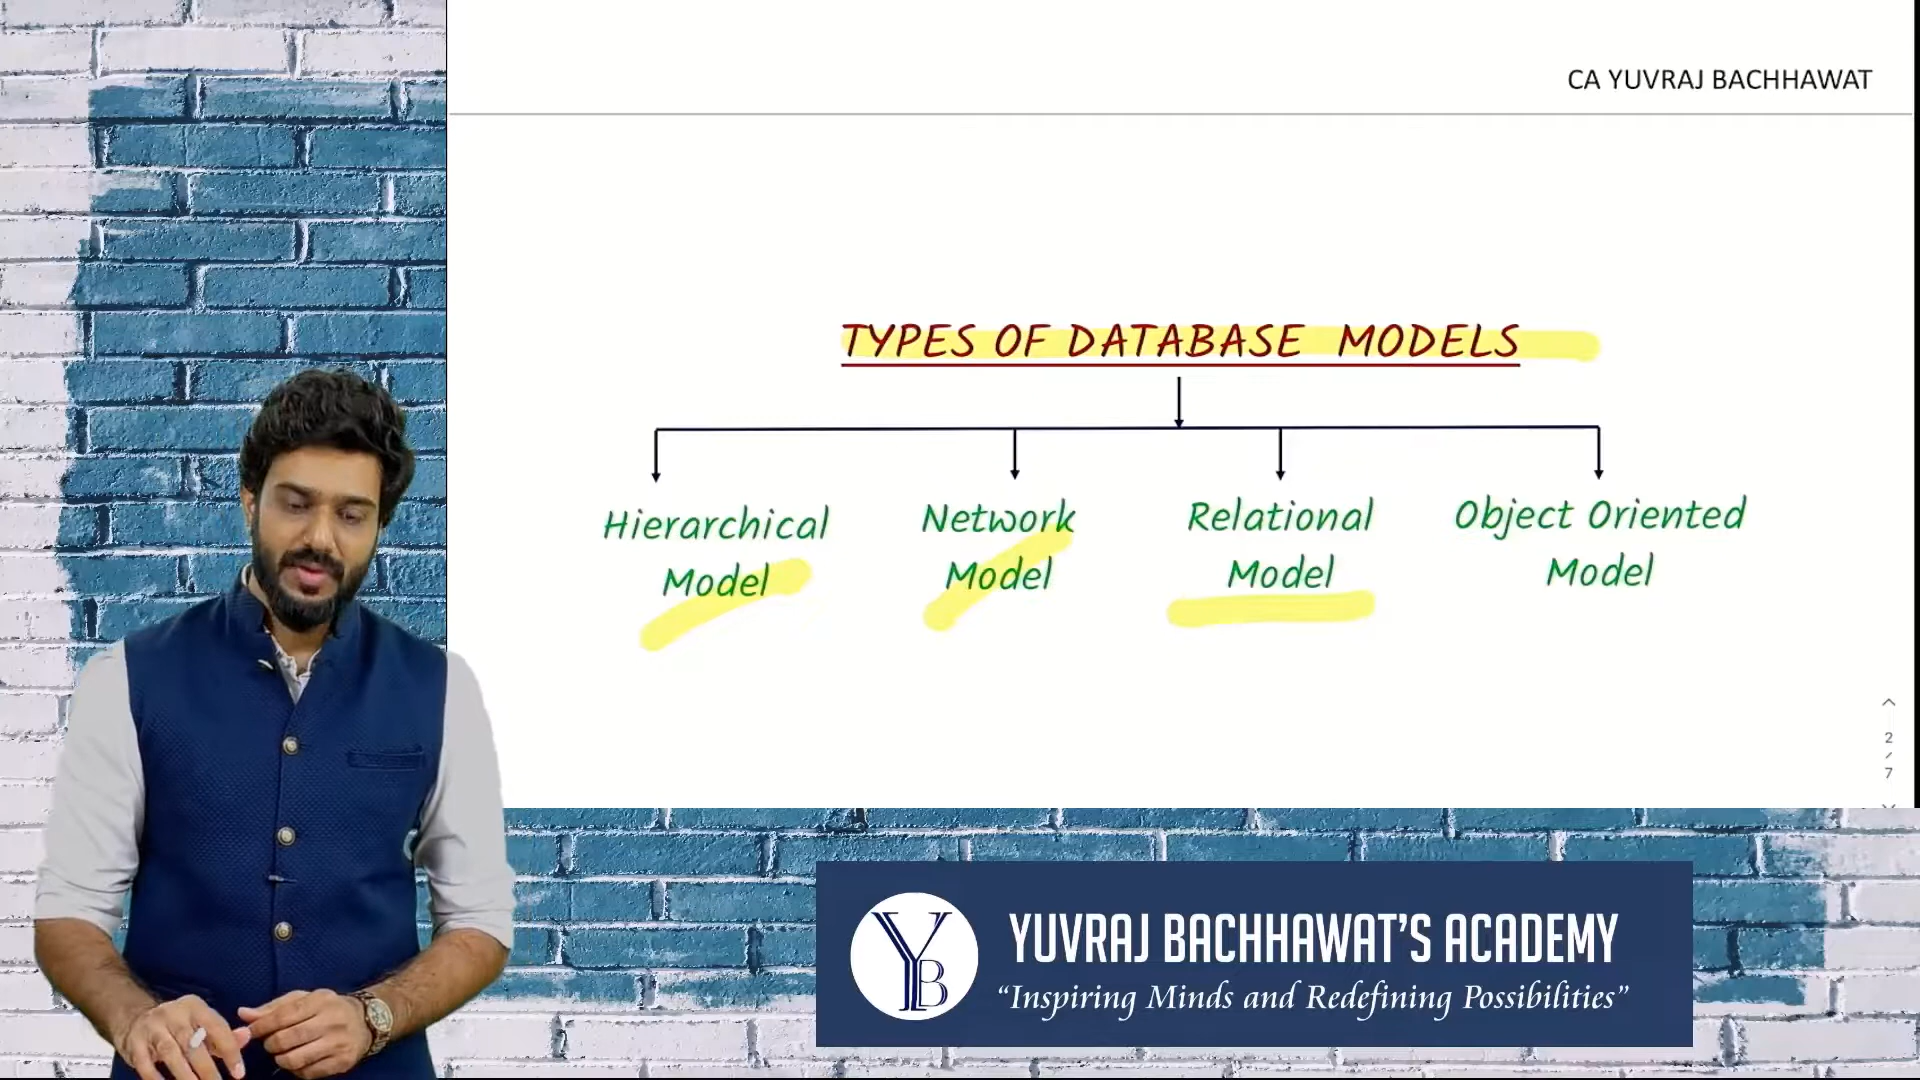 CA YUVRAJ BACHHAWAT
TYPES OF DATABASE MODELS
Hierarchical Model
Network Model
Relational Model
Object Oriented Model
2
/
7
YB
YUVRAJ BACHHAWAT'S ACADEMY
"Inspiring Minds and Redefining Possibilities"